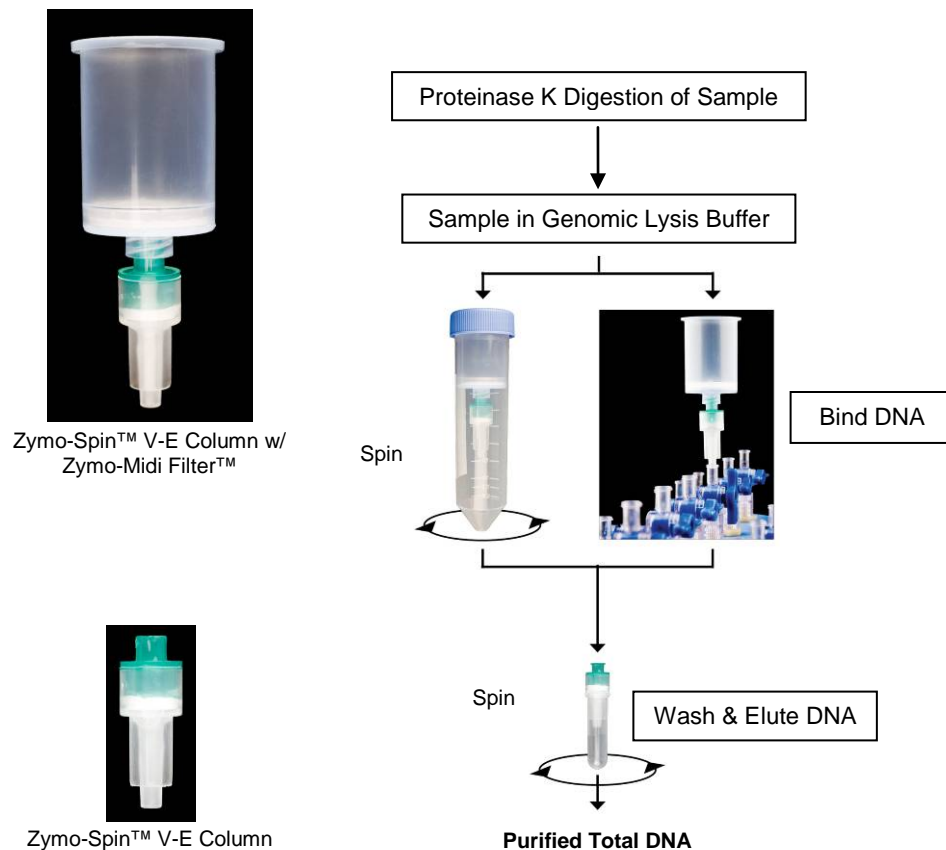 Zymo-Spin™ V-E Column w/
Zymo-Midi Filter™
Zymo-Spin™ V-E Column
Proteinase K Digestion of Sample
Sample in Genomic Lysis Buffer
Spin
Bind DNA
Spin
Wash & Elute DNA
Purified Total DNA